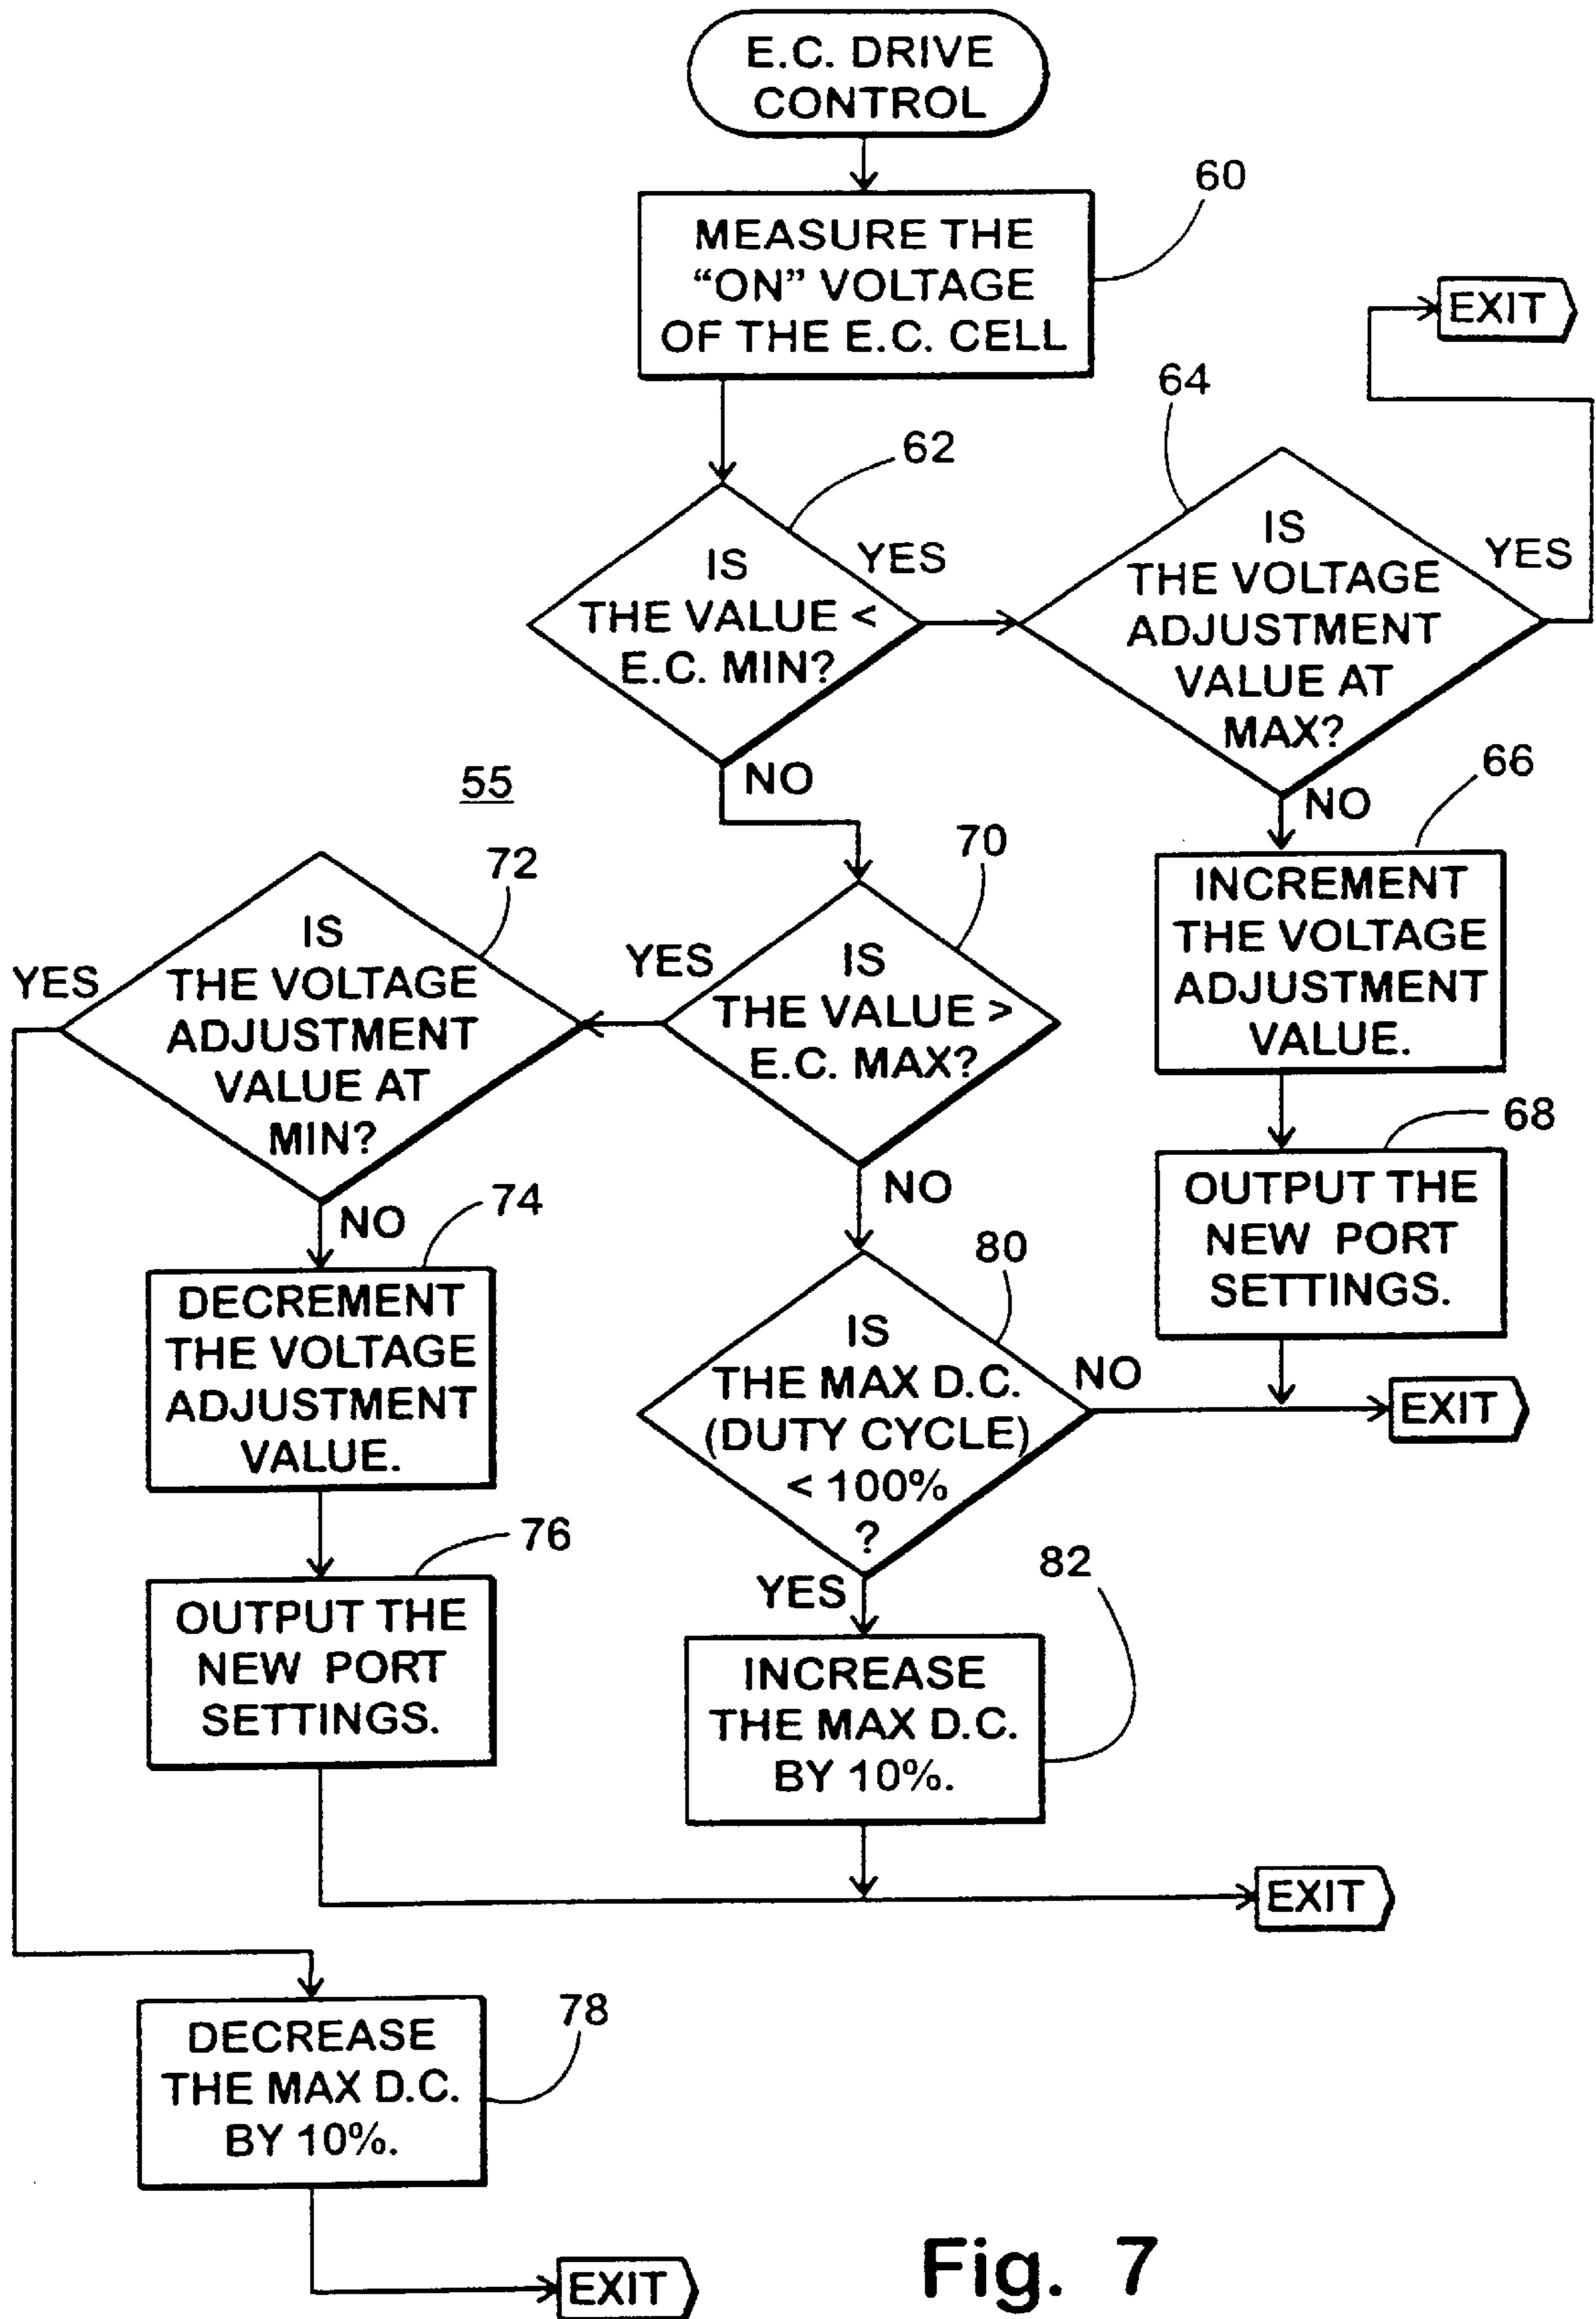 E.C. DRIVE
CONTROL
60
MEASURE THE
“ON” VOLTAGE
OF THE E.C. CELL
EXIT
64
62
IS
THE VALUE <
E.C. MIN?
YES
IS
THE VOLTAGE
ADJUSTMENT
VALUE AT
MAX?
YES
NO
55
NO
66
INCREMENT
THE VOLTAGE
ADJUSTMENT
VALUE.
72
IS
THE VOLTAGE
ADJUSTMENT
VALUE AT
MIN?
YES
YES
70
IS
THE VALUE >
E.C. MAX?
68
OUTPUT THE
NEW PORT
SETTINGS.
NO
NO
74
DECREMENT
THE VOLTAGE
ADJUSTMENT
VALUE.
80
IS
THE MAX D.C.
(DUTY CYCLE)
< 100%
?
NO
EXIT
76
OUTPUT THE
NEW PORT
SETTINGS.
YES
82
INCREASE
THE MAX D.C.
BY 10%.
EXIT
78
DECREASE
THE MAX D.C.
BY 10%.
EXIT
Fig. 7